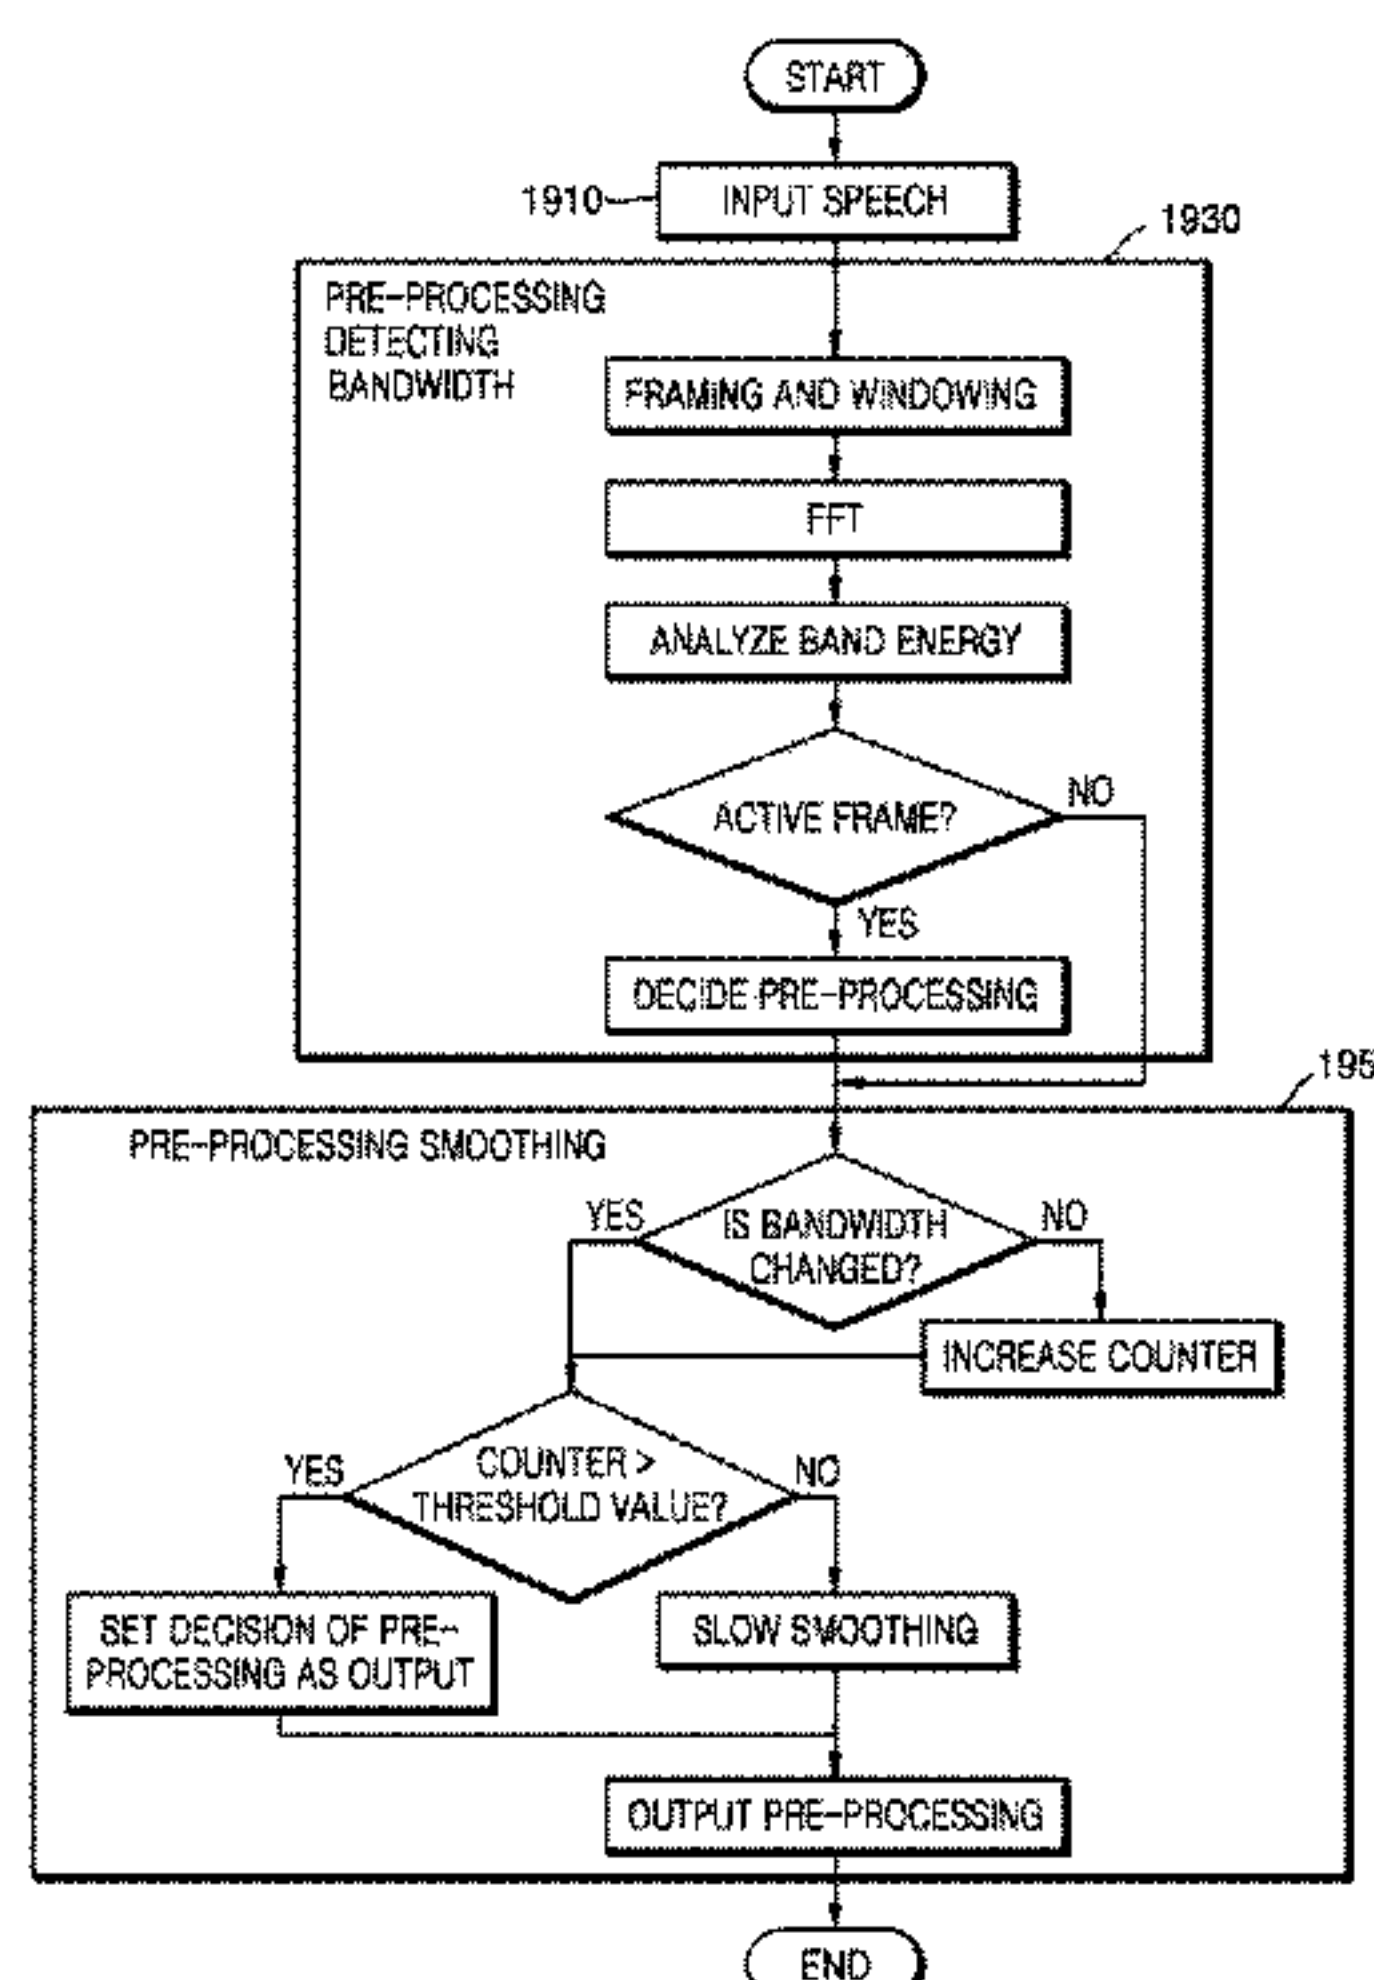 START
1910
INPUT SPEECH
1930
PRE-PROCESSING
DETECTING
BANDWIDTH
FRAMING AND WINDOWING
FFT
ANALYZE BAND ENERGY
ACTIVE FRAME?
NO
YES
DECIDE PRE-PROCESSING
195
PRE-PROCESSING SMOOTHING
YES
IS BANDWIDTH
CHANGED?
NO
INCREASE COUNTER
YES
COUNTER >
THRESHOLD VALUE?
NO
SET DECISION OF PRE-
PROCESSING AS OUTPUT
SLOW SMOOTHING
OUTPUT PRE-PROCESSING
END